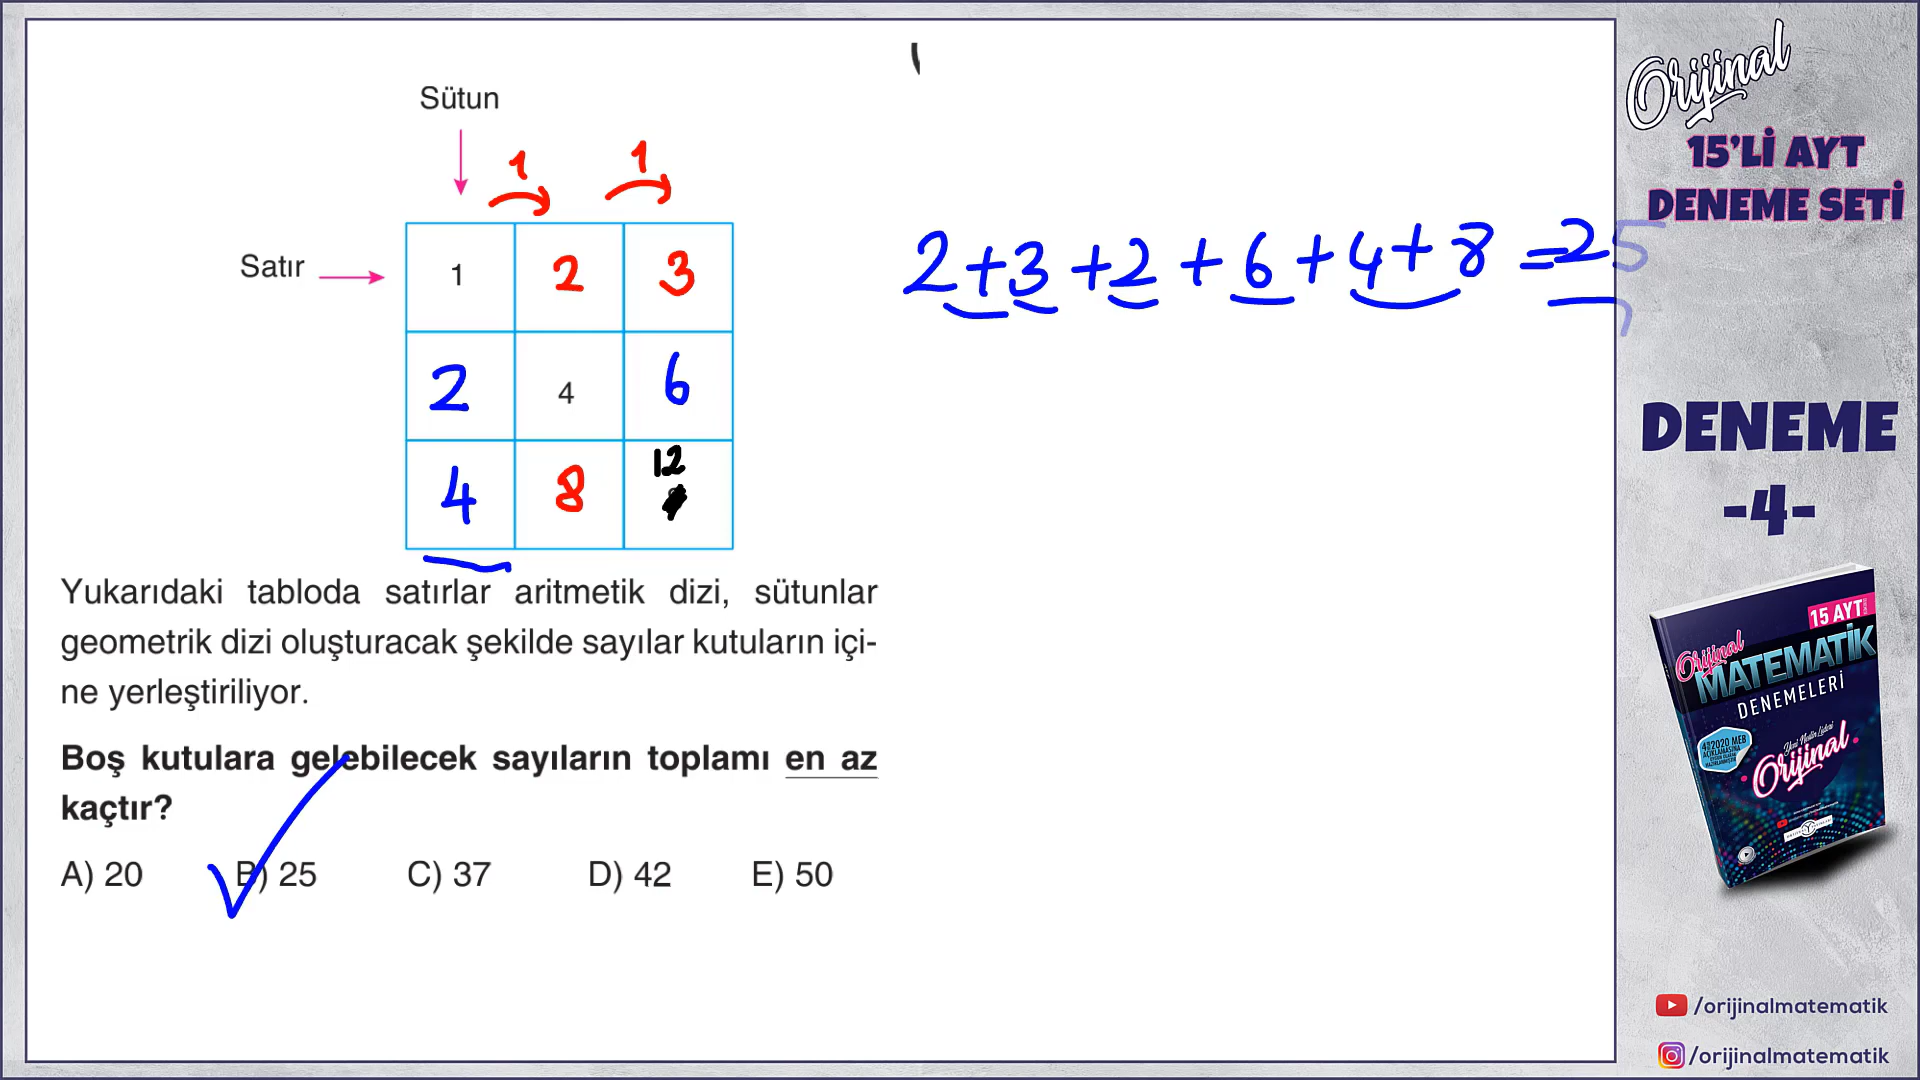 Sütun
1 1
Satır
1 2 3
2 4 6
4 8 12
Yukarıdaki tabloda satırlar aritmetik dizi, sütunlar
geometrik dizi oluşturacak şekilde sayılar kutuların içi-
ne yerleştiriliyor.
Boş kutulara gelebilecek sayıların toplamı en az
kaçtır?
A) 20 B) 25 C) 37 D) 42 E) 50
2+3+2+6+4+8=25
Orijinal
15'Lİ AYT
DENEME SETİ
DENEME
-4-
15 AYT
Orijinal
MATEMATİK
DENEMELERİ
Orijinal
/orijinalmatematik
/orijinalmatematik